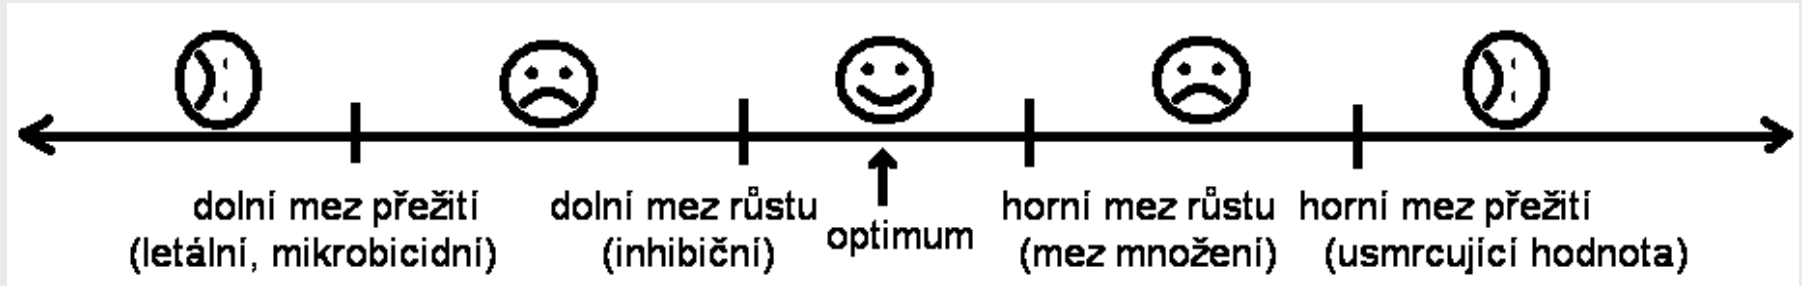 dolní mez přežití
(letální, mikrobicidní)
dolní mez růstu
(inhibiční)
optimum
horní mez růstu
(mez množení)
horní mez přežití
(usmrcující hodnota)